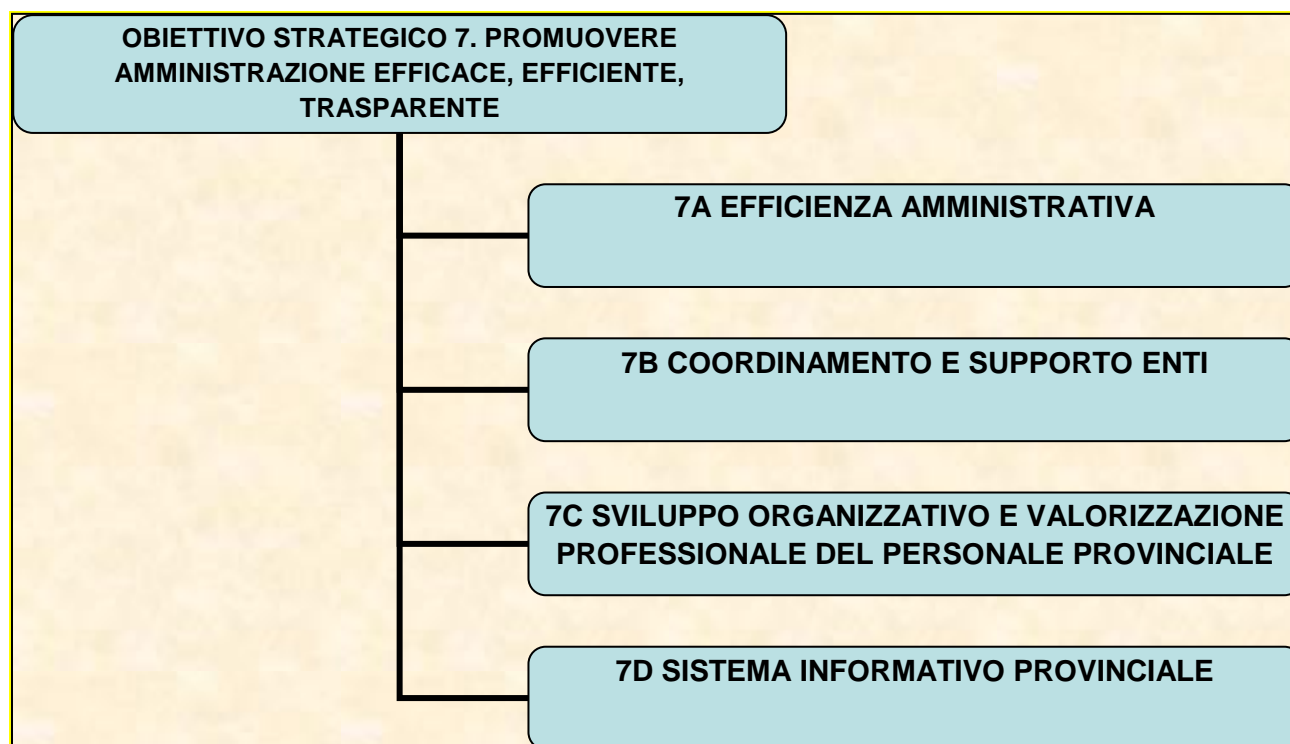 OBIETTIVO STRATEGICO 7. PROMUOVERE
AMMINISTRAZIONE EFFICACE, EFFICIENTE,
TRASPARENTE
7A EFFICIENZA AMMINISTRATIVA
7B COORDINAMENTO E SUPPORTO ENTI
7C SVILUPPO ORGANIZZATIVO E VALORIZZAZIONE
PROFESSIONALE DEL PERSONALE PROVINCIALE
7D SISTEMA INFORMATIVO PROVINCIALE